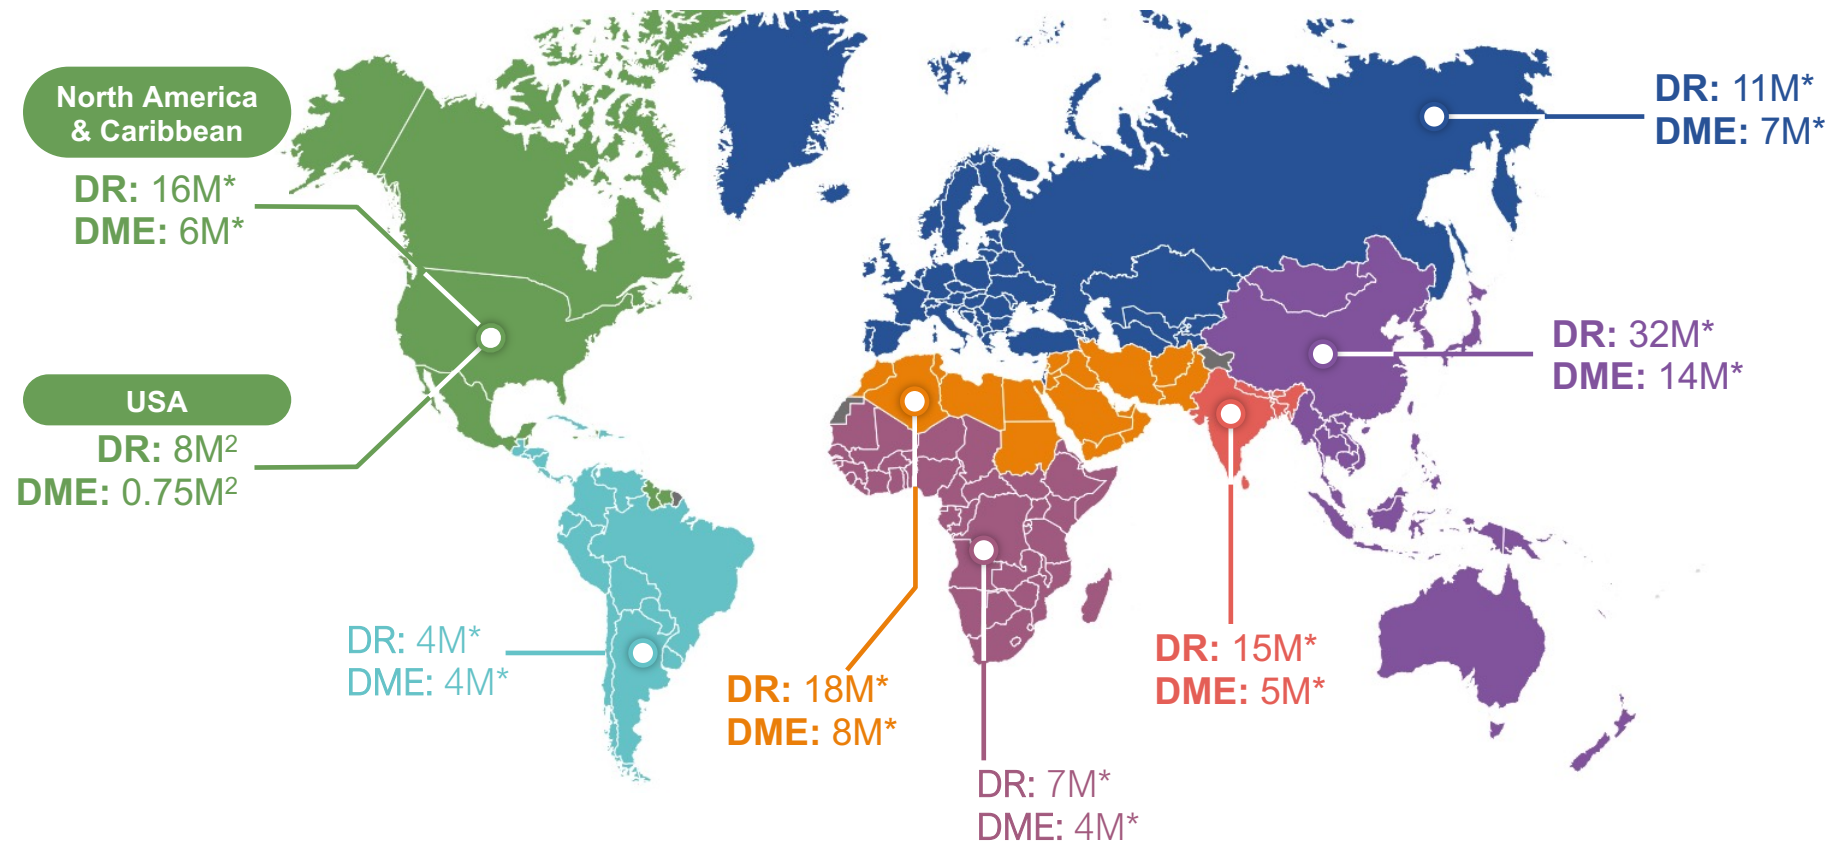 North America
& Caribbean
DR: 16M*
DME: 6M*
USA
DR: 8M²
DME: 0.75M²
DR: 4M*
DME: 4M*
DR: 18M*
DME: 8M*
DR: 7M*
DME: 4M*
DR: 15M*
DME: 5M*
DR: 32M*
DME: 14M*
DR: 11M*
DME: 7M*